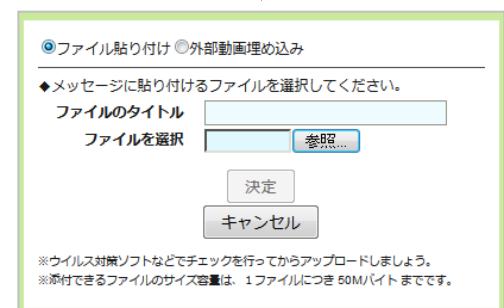 ファイル貼り付け 外部動画埋め込み
◆メッセージに貼り付けるファイルを選択してください。
ファイルのタイトル
ファイルを選択 参照...
決定
キャンセル
※ウイルス対策ソフトなどでチェックを行ってからアップロードしましょう。
※添付できるファイルのサイズ容量は、１ファイルにつき 50Mバイト までです。